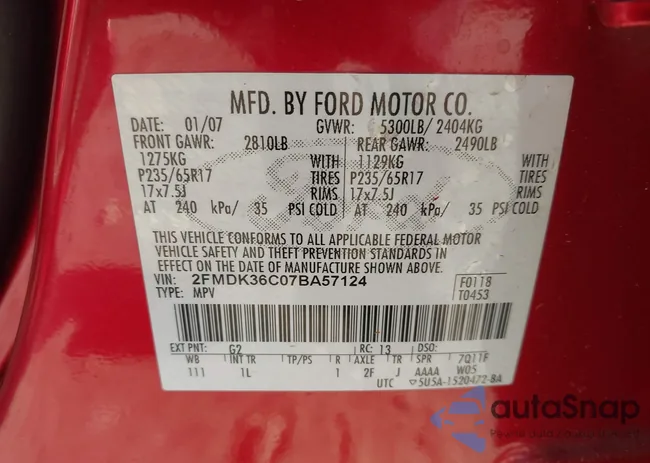 MFD. BY FORD MOTOR CO.
DATE: 01/07 GVWR: 5300LB/ 2404KG
FRONT GAWR: 2810LB REAR GAWR: 2490LB
1275KG WITH 1129KG WITH
P235/65R17 TIRES P235/65R17 TIRES
17x7.5J RIMS 17x7.5J RIMS
AT 240 kPa/ 35 PSI COLD AT 240 kPa/ 35 PSI COLD
THIS VEHICLE CONFORMS TO ALL APPLICABLE FEDERAL MOTOR
VEHICLE SAFETY AND THEFT PREVENTION STANDARDS IN
EFFECT ON THE DATE OF MANUFACTURE SHOWN ABOVE.
VIN: 2FMDK36C07BA57124 F0118
TYPE: MPV T0453
EXT PNT: G2 RC: 13 DSO:
WB INT TR TP/PS R AXLE TR SPR 7Q11F
111 1L 1 2F J AAAA W05
UTC 5U5A-1520472-BA
autoSnap